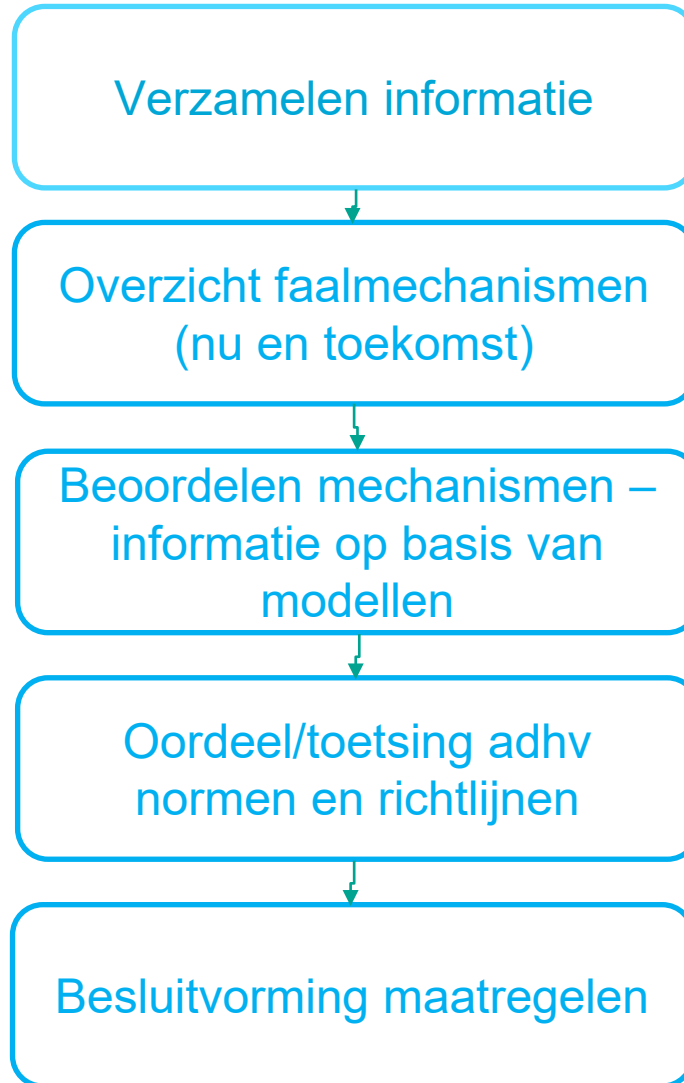 Verzamelen informatie
Overzicht faalmechanismen
(nu en toekomst)
Beoordelen mechanismen –
informatie op basis van
modellen
Oordeel/toetsing adhv
normen en richtlijnen
Besluitvorming maatregelen